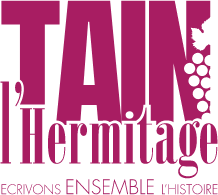 TAIN
l'Hermitage
ECRIVONS ENSEMBLE L'HISTOIRE